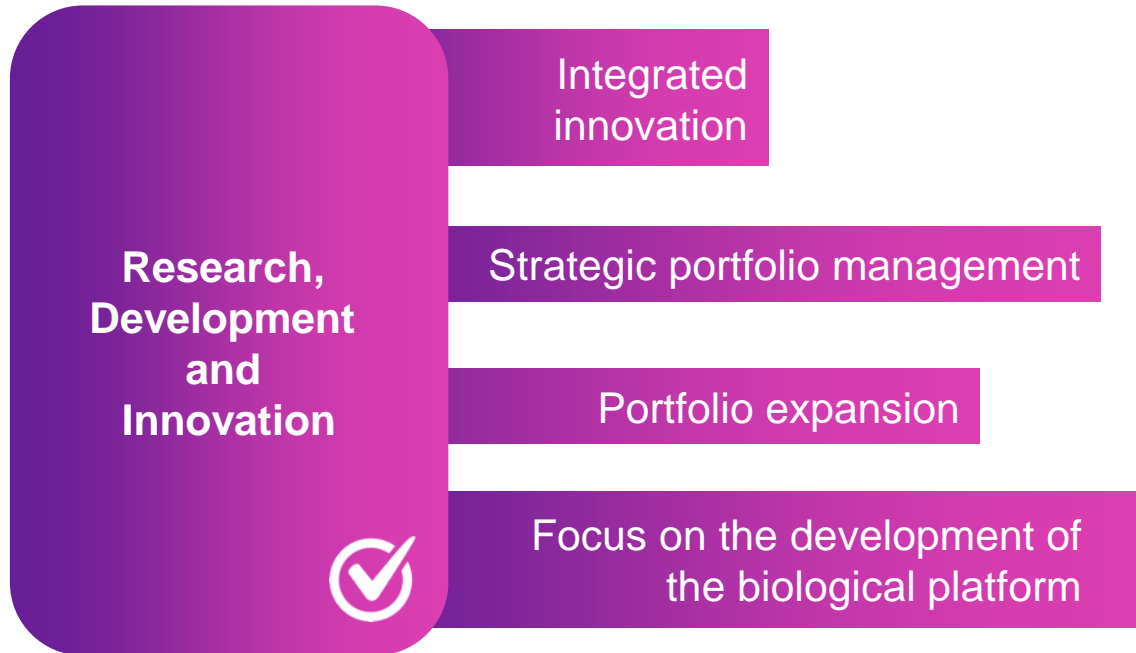 Research,
Development
and
Innovation
Integrated
innovation
Strategic portfolio management
Portfolio expansion
Focus on the development of
the biological platform